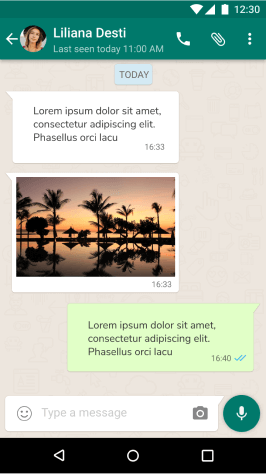 12:30
Liliana Desti
Last seen today 11:00 AM
TODAY
Lorem ipsum dolor sit amet,
consectetur adipiscing elit.
Phasellus orci lacu
16:33
16:33
Lorem ipsum dolor sit amet,
consectetur adipiscing elit.
Phasellus orci lacu
16:40
Type a message